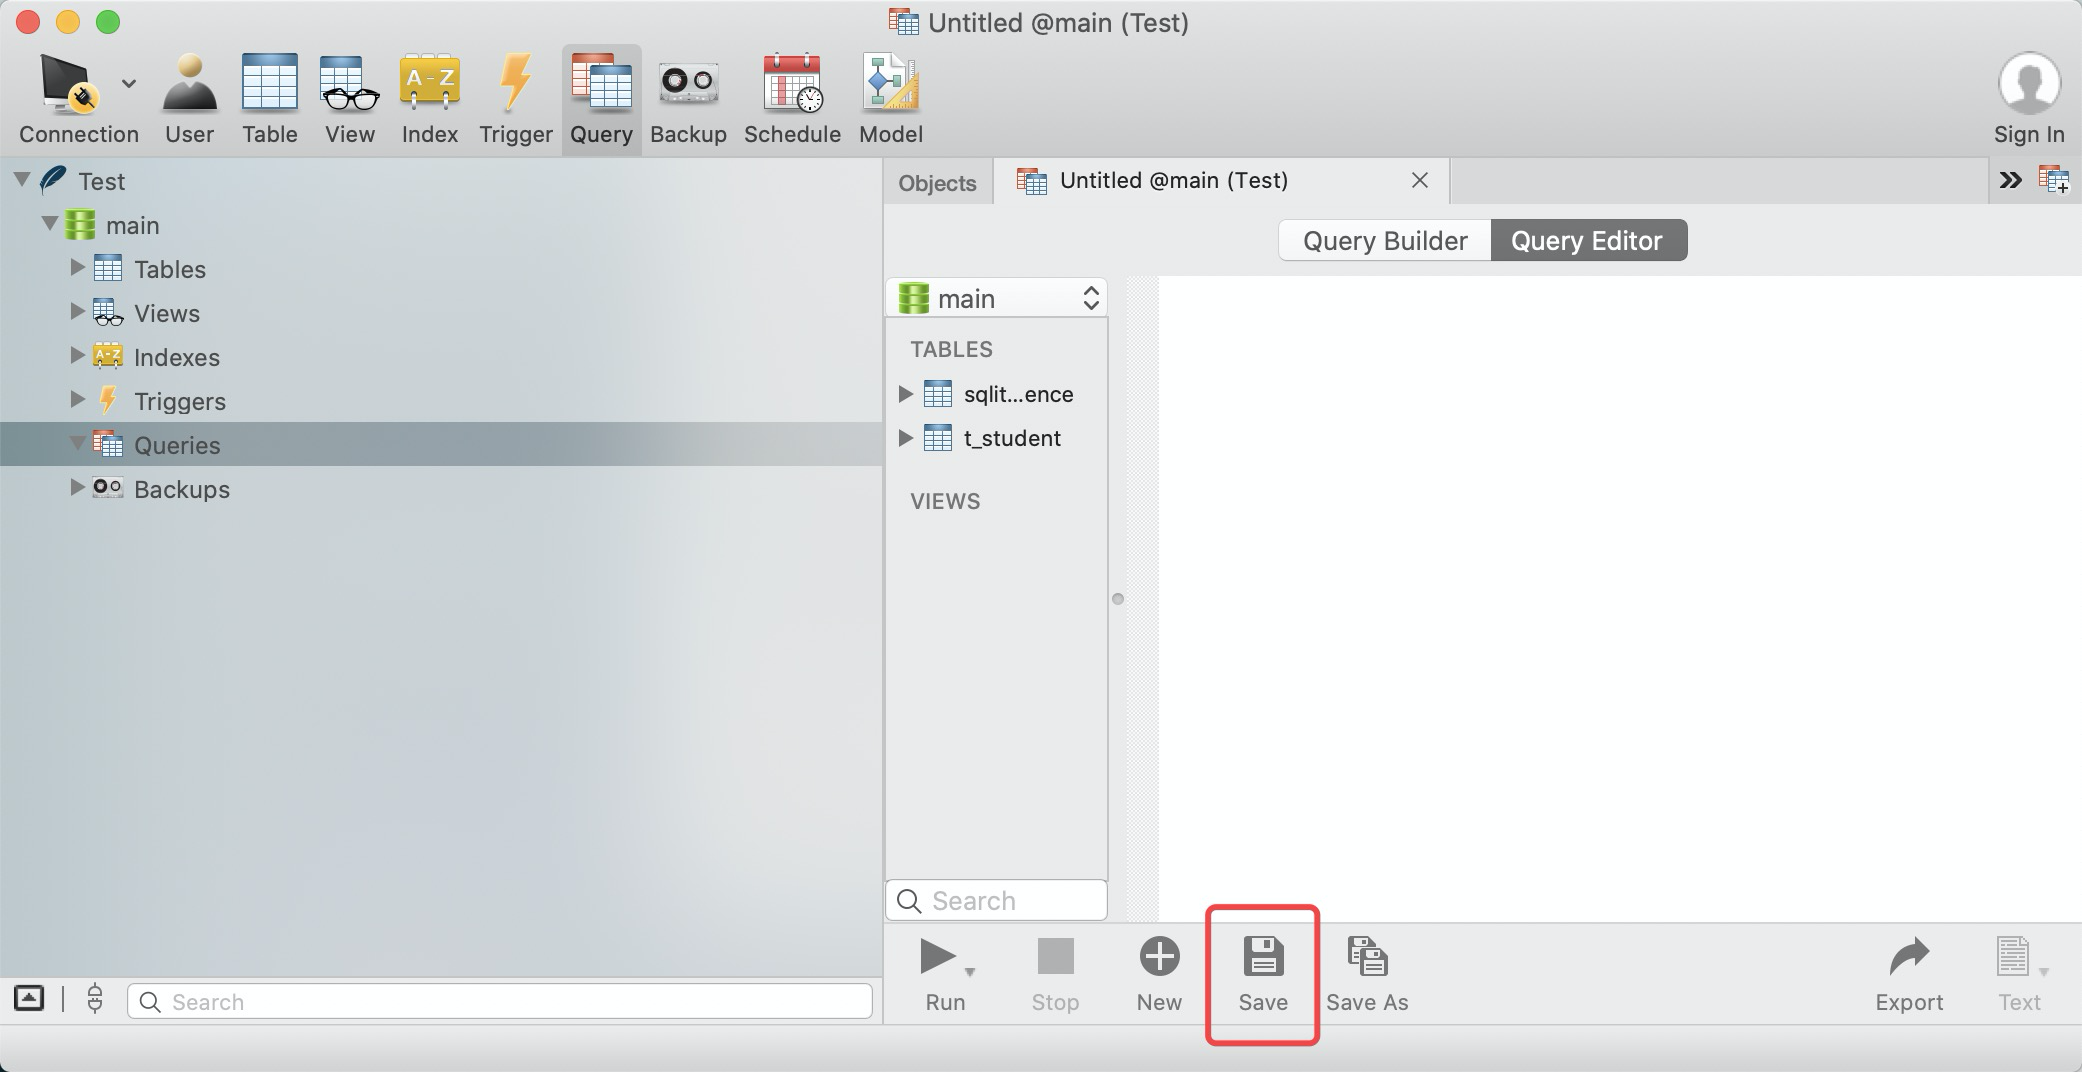 Untitled @main (Test)
Connection User Table View Index Trigger Query Backup Schedule Model Sign In
A-Z
Test
main
Tables
Views
Indexes
Triggers
Queries
Backups
Search
Objects Untitled @main (Test)
Query Builder Query Editor
main
TABLES
sqlit...ence
t_student
VIEWS
Search
Run Stop New Save Save As Export Text